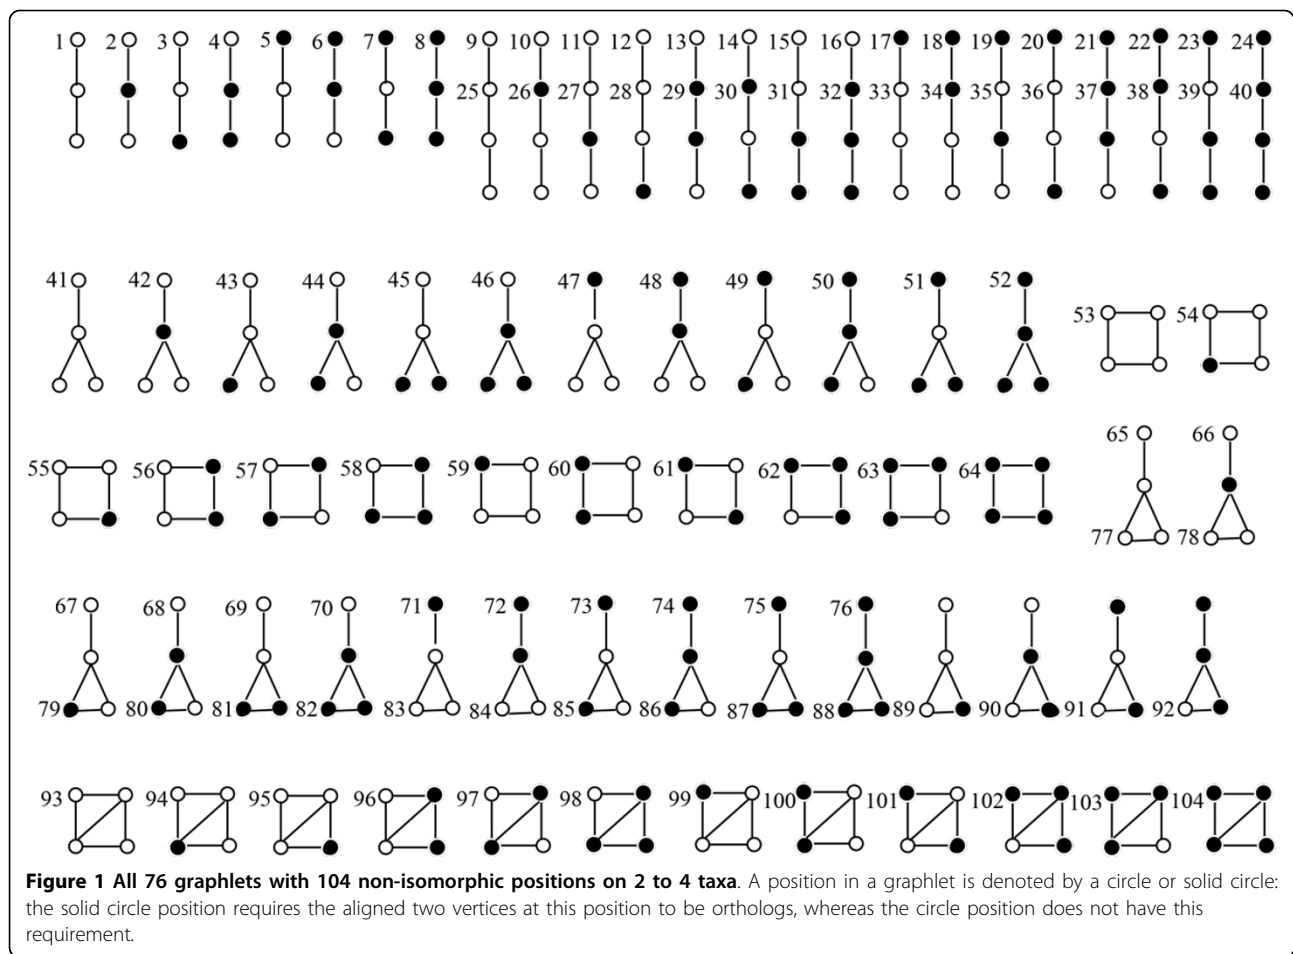 1 2 3 4 5 6 7 8 9 10 11 12 13 14 15 16 17 18 19 20 21 22 23 24
25 26 27 28 29 30 31 32 33 34 35 36 37 38 39 40
41 42 43 44 45 46 47 48 49 50 51 52
53 54
65 66
55 56 57 58 59 60 61 62 63 64
77 78
67 68 69 70 71 72 73 74 75 76
79 80 81 82 83 84 85 86 87 88 89 90 91 92
93 94 95 96 97 98 99 100 101 102 103 104
Figure 1 All 76 graphlets with 104 non-isomorphic positions on 2 to 4 taxa. A position in a graphlet is denoted by a circle or solid circle:
the solid circle position requires the aligned two vertices at this position to be orthologs, whereas the circle position does not have this
requirement.